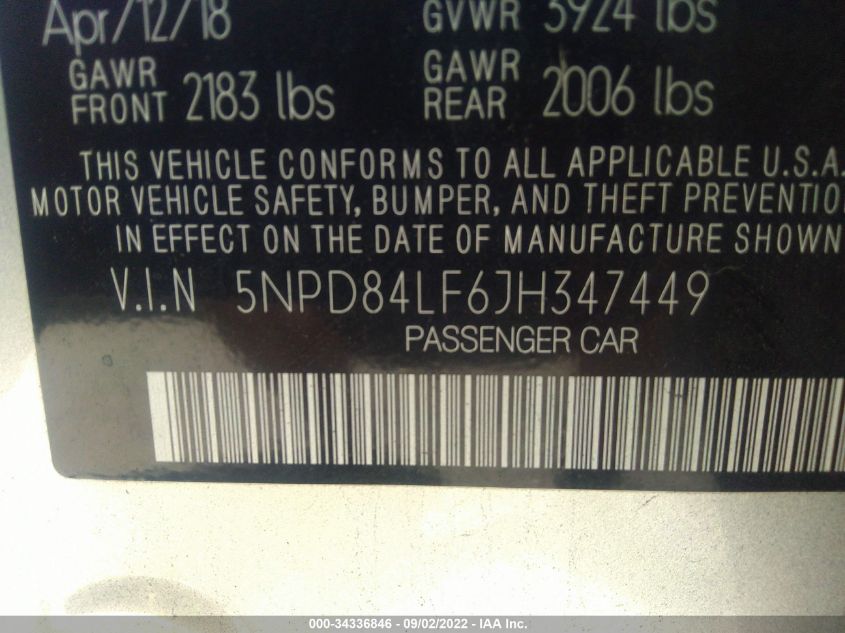 Apr/12/18 GVWR 3924 lbs
GAWR FRONT 2183 lbs GAWR REAR 2006 lbs
THIS VEHICLE CONFORMS TO ALL APPLICABLE U.S.A.
MOTOR VEHICLE SAFETY, BUMPER, AND THEFT PREVENTION
IN EFFECT ON THE DATE OF MANUFACTURE SHOWN
V.I.N 5NPD84LF6JH347449
PASSENGER CAR
000-34336846 - 09/02/2022 - IAA Inc.